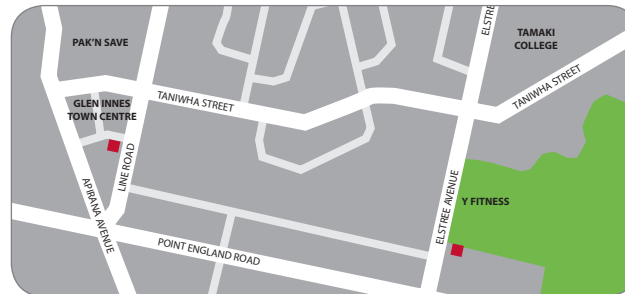 PAK'N SAVE
ELSTREE
TAMAKI
COLLEGE
TANIWHA STREET
TANIWHA STREET
GLEN INNES
TOWN CENTRE
LINE ROAD
APIRANA AVENUE
ELSTREE AVENUE
Y FITNESS
POINT ENGLAND ROAD